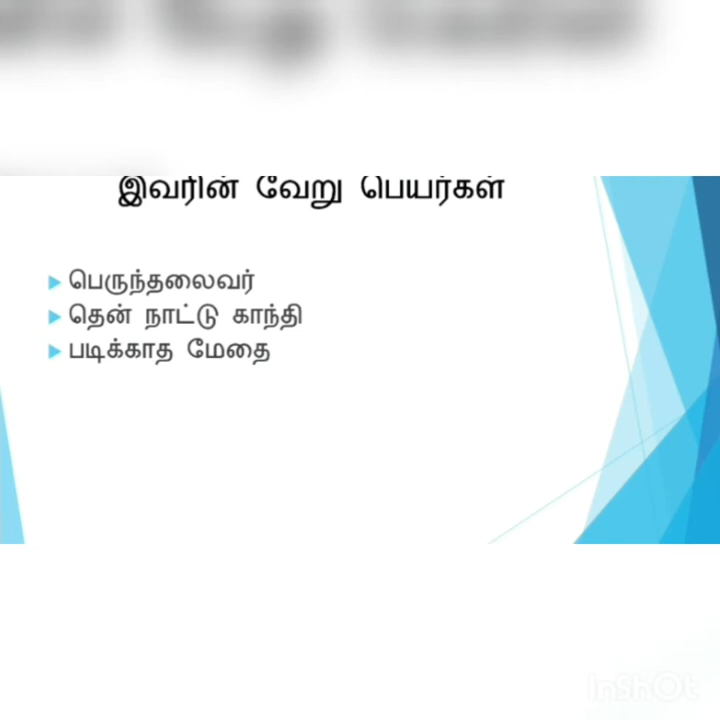 இவரின் வேறு பெயர்கள்
பெருந்தலைவர்
தென் நாட்டு காந்தி
படிக்காத மேதை
InShOt